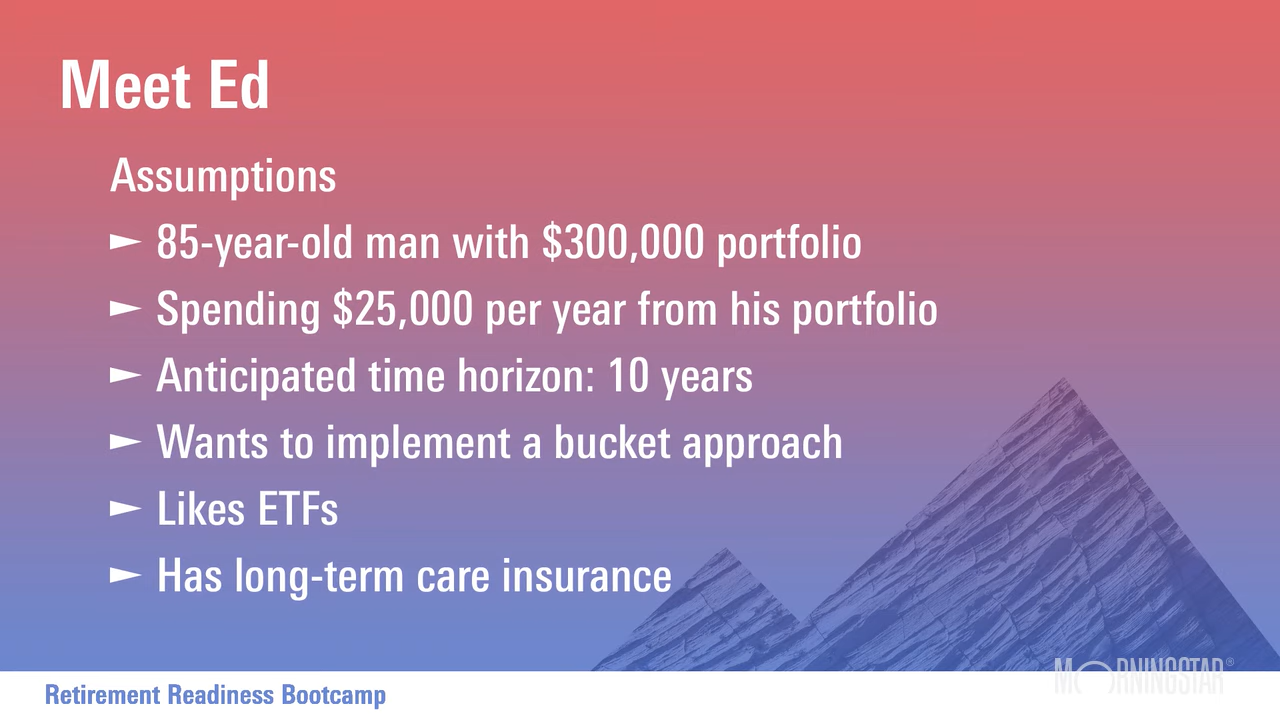 Meet Ed
Assumptions
► 85-year-old man with $300,000 portfolio
► Spending $25,000 per year from his portfolio
► Anticipated time horizon: 10 years
► Wants to implement a bucket approach
► Likes ETFs
► Has long-term care insurance
MORNINGSTAR®
Retirement Readiness Bootcamp